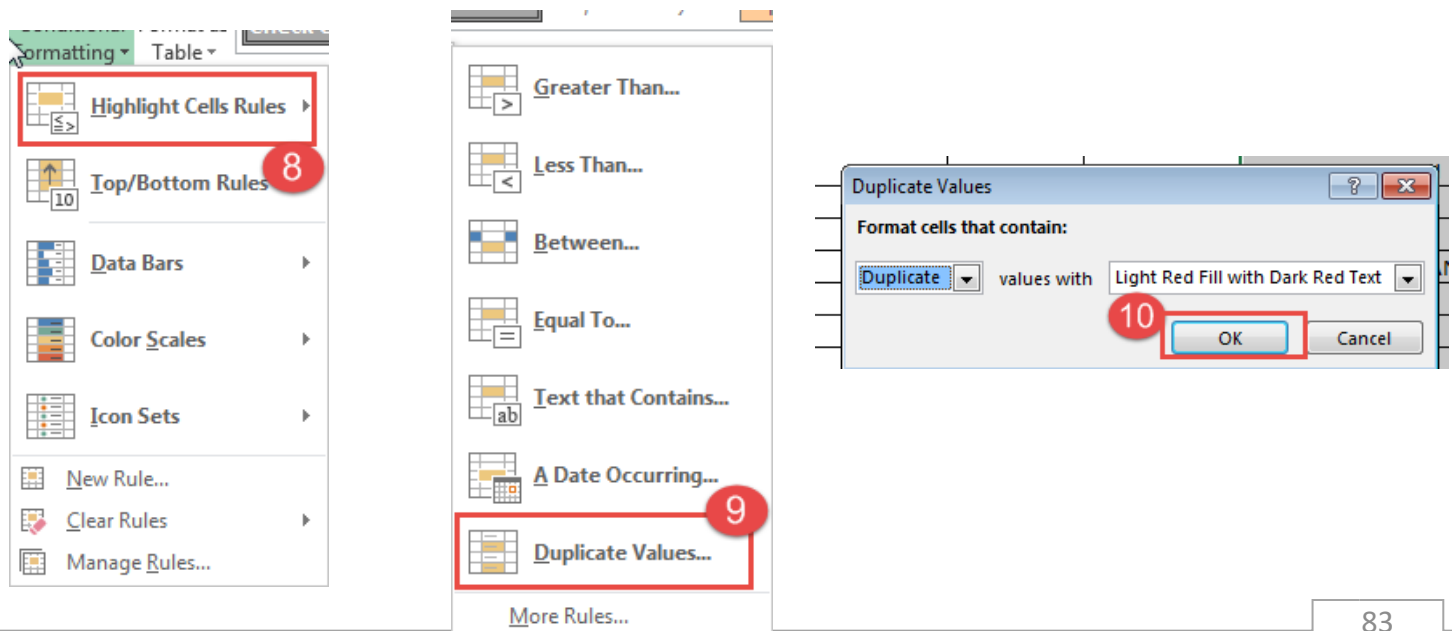 Formatting Table
Highlight Cells Rules
8
Top/Bottom Rules
10
Data Bars
Color Scales
Icon Sets
New Rule...
Clear Rules
Manage Rules...
Greater Than...
Less Than...
Between...
Equal To...
Text that Contains...
ab
A Date Occurring...
9
Duplicate Values...
More Rules...
Duplicate Values
Format cells that contain:
Duplicate values with Light Red Fill with Dark Red Text
10
OK Cancel
83